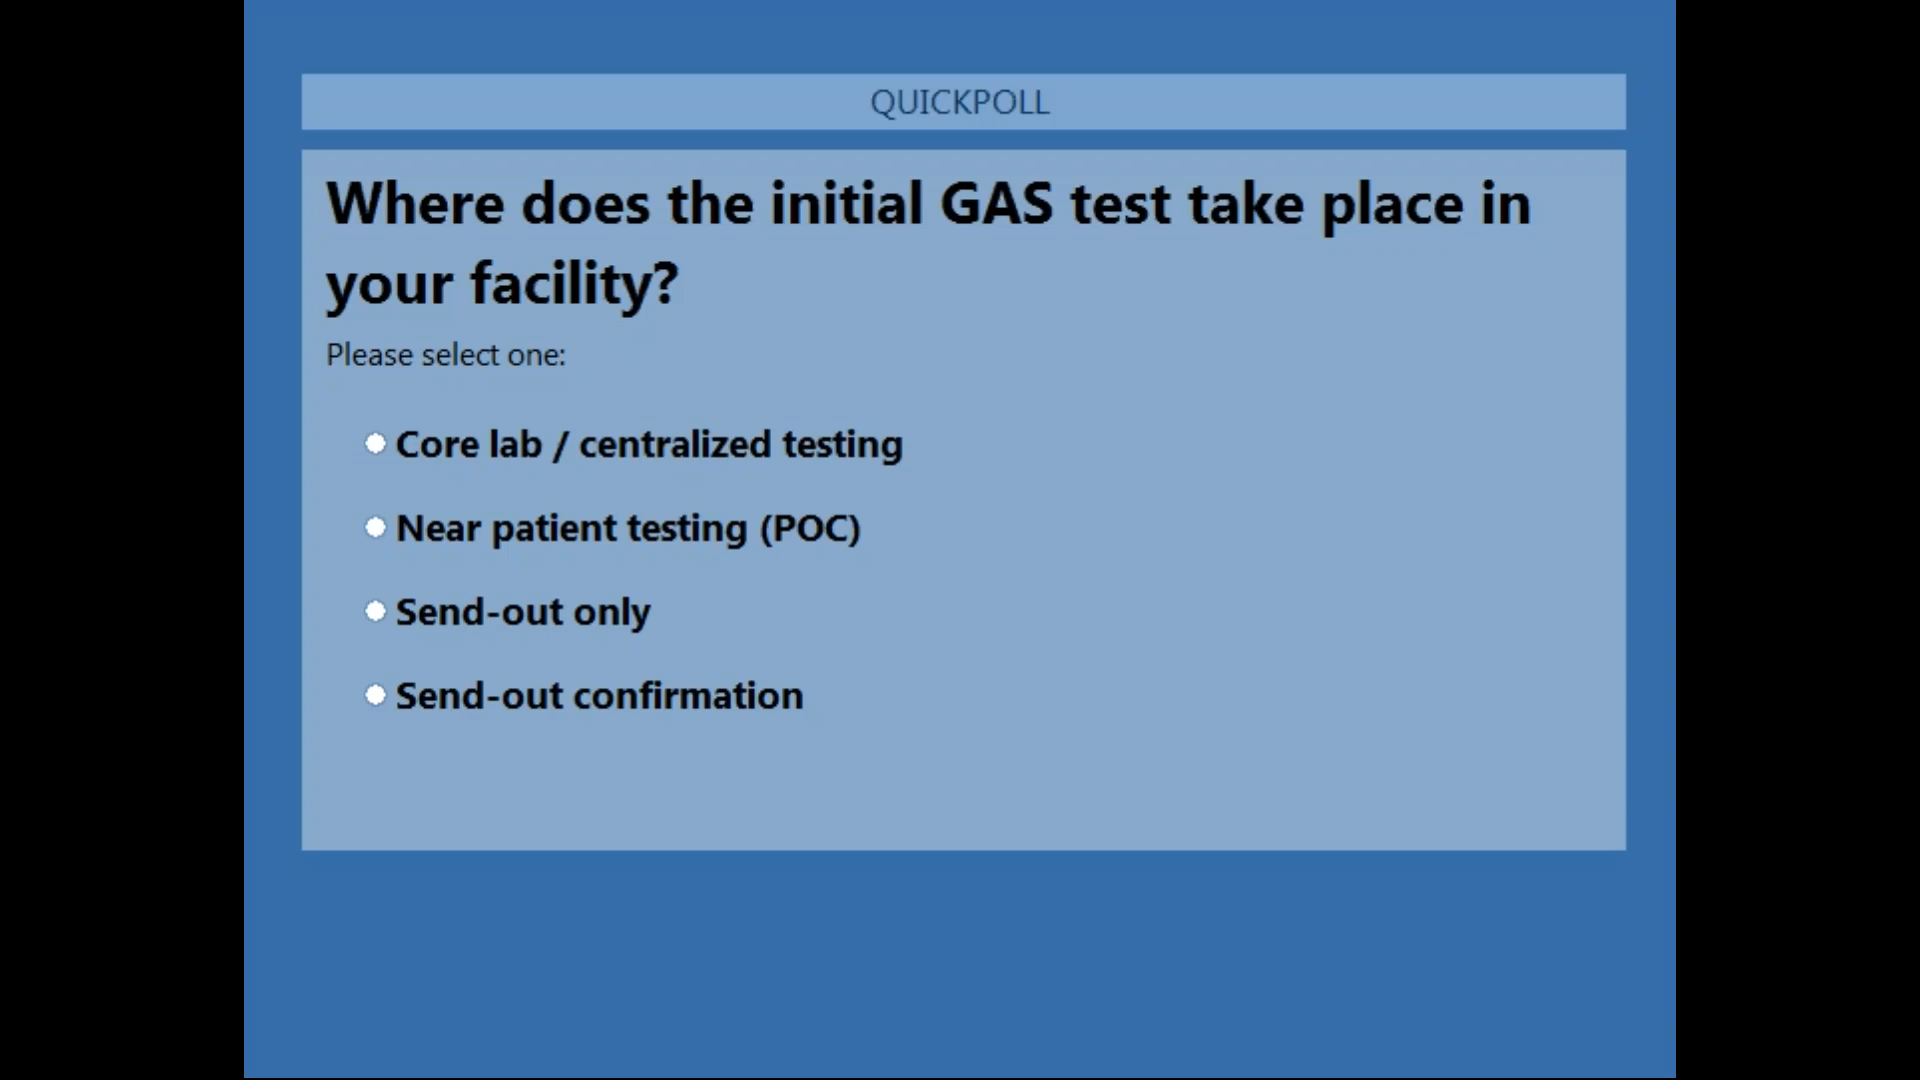 QUICKPOLL
Where does the initial GAS test take place in
your facility?
Please select one:
Core lab / centralized testing
Near patient testing (POC)
Send-out only
Send-out confirmation